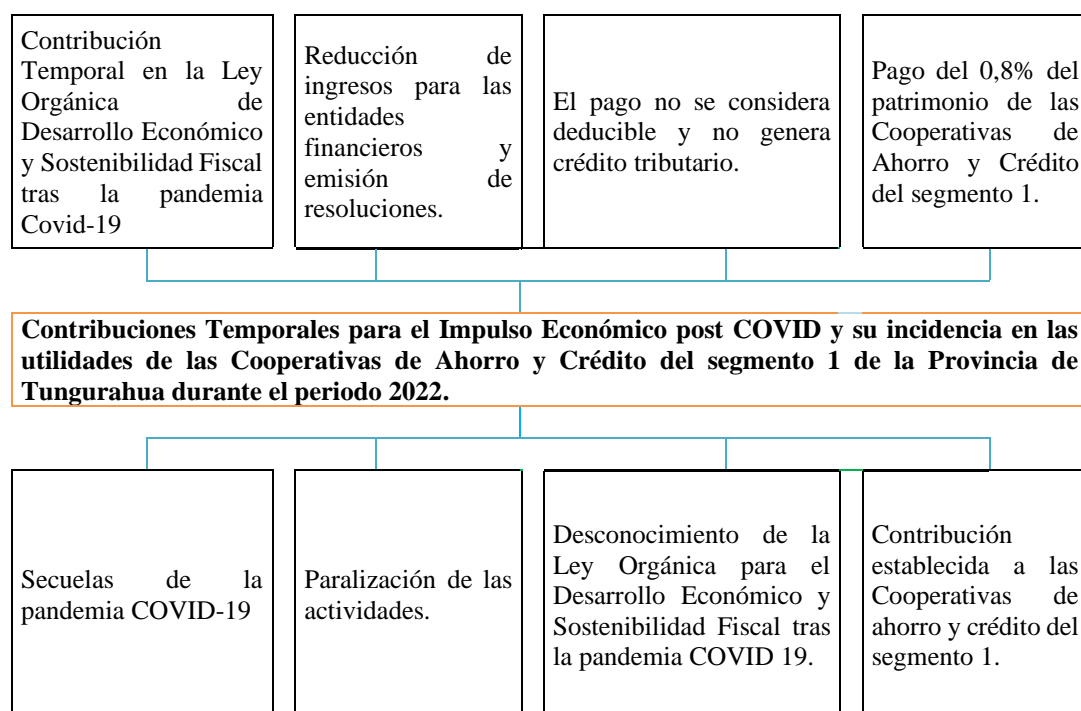 Contribución
Temporal en la Ley
Orgánica de
Desarrollo Económico
y Sostenibilidad Fiscal
tras la pandemia
Covid-19
Reducción de
ingresos para las
entidades
financieros y
emisión de
resoluciones.
El pago no se considera
deducible y no genera
crédito tributario.
Pago del 0,8% del
patrimonio de las
Cooperativas de
Ahorro y Crédito
del segmento 1.
Contribuciones Temporales para el Impulso Económico post COVID y su incidencia en las
utilidades de las Cooperativas de Ahorro y Crédito del segmento 1 de la Provincia de
Tungurahua durante el periodo 2022.
Secuelas de la
pandemia COVID-19
Paralización de las
actividades.
Desconocimiento de la
Ley Orgánica para el
Desarrollo Económico y
Sostenibilidad Fiscal tras
la pandemia COVID 19.
Contribución
establecida a las
Cooperativas de
ahorro y crédito del
segmento 1.